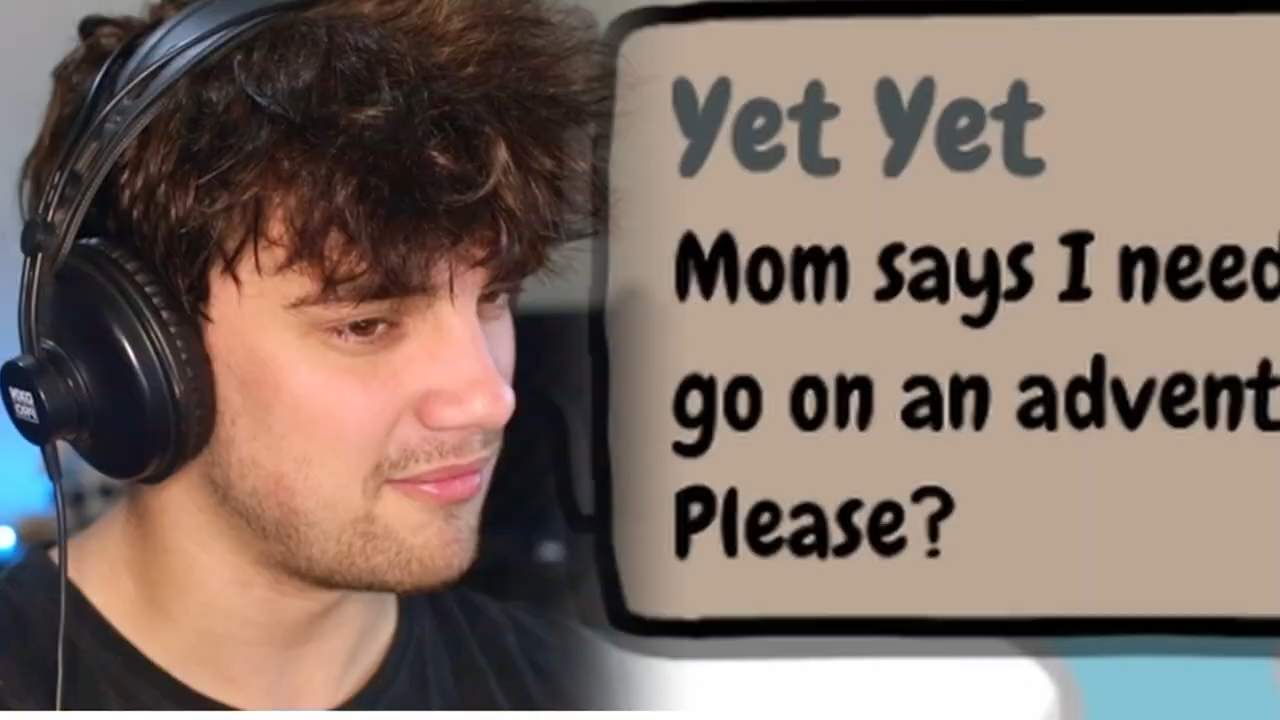 Yet Yet
Mom says I need
go on an advent
Please?